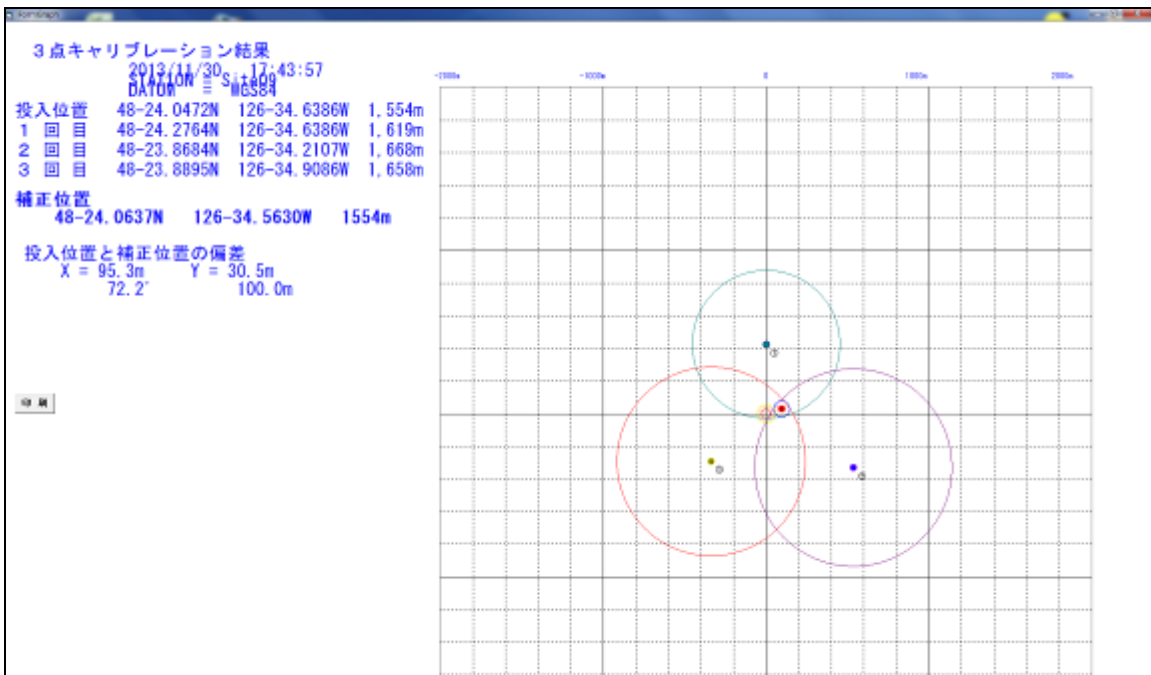 FormGraph
3点キャリブレーション結果
2013/11/30 17:43:57
STATION = Site09
DATUM = WGS84
投入位置 48-24.0472N 126-34.6386W 1,554m
1 回 目 48-24.2764N 126-34.6386W 1,619m
2 回 目 48-23.8684N 126-34.2107W 1,668m
3 回 目 48-23.8895N 126-34.9086W 1,658m
補正位置
48-24.0637N 126-34.5630W 1554m
投入位置と補正位置の偏差
X = 95.3m Y = 30.5m
72.2° 100.0m
印 刷
-2000m -1000m 0 1000m 2000m